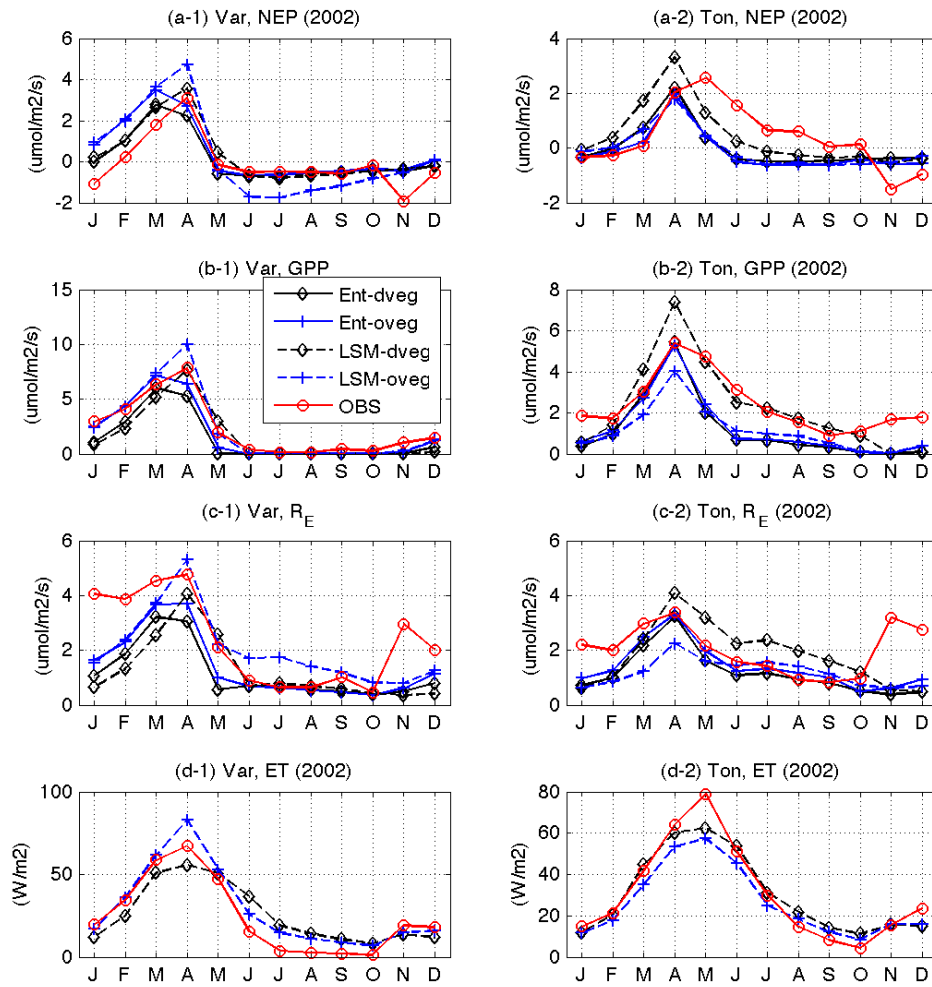 (a-1) Var, NEP (2002)
(umol/m2/s)
6
4
2
0
-2
J F M A M J J A S O N D
(a-2) Ton, NEP (2002)
(umol/m2/s)
4
2
0
-2
J F M A M J J A S O N D
(b-1) Var, GPP
(umol/m2/s)
15
10
5
0
J F M A M J J A S O N D
Ent-dveg
Ent-oveg
LSM-dveg
LSM-oveg
OBS
(b-2) Ton, GPP (2002)
(umol/m2/s)
8
6
4
2
0
J F M A M J J A S O N D
(c-1) Var, R_E
(umol/m2/s)
6
4
2
0
J F M A M J J A S O N D
(c-2) Ton, R_E (2002)
(umol/m2/s)
6
4
2
0
J F M A M J J A S O N D
(d-1) Var, ET (2002)
(W/m2)
100
50
0
J F M A M J J A S O N D
(d-2) Ton, ET (2002)
(W/m2)
80
60
40
20
0
J F M A M J J A S O N D